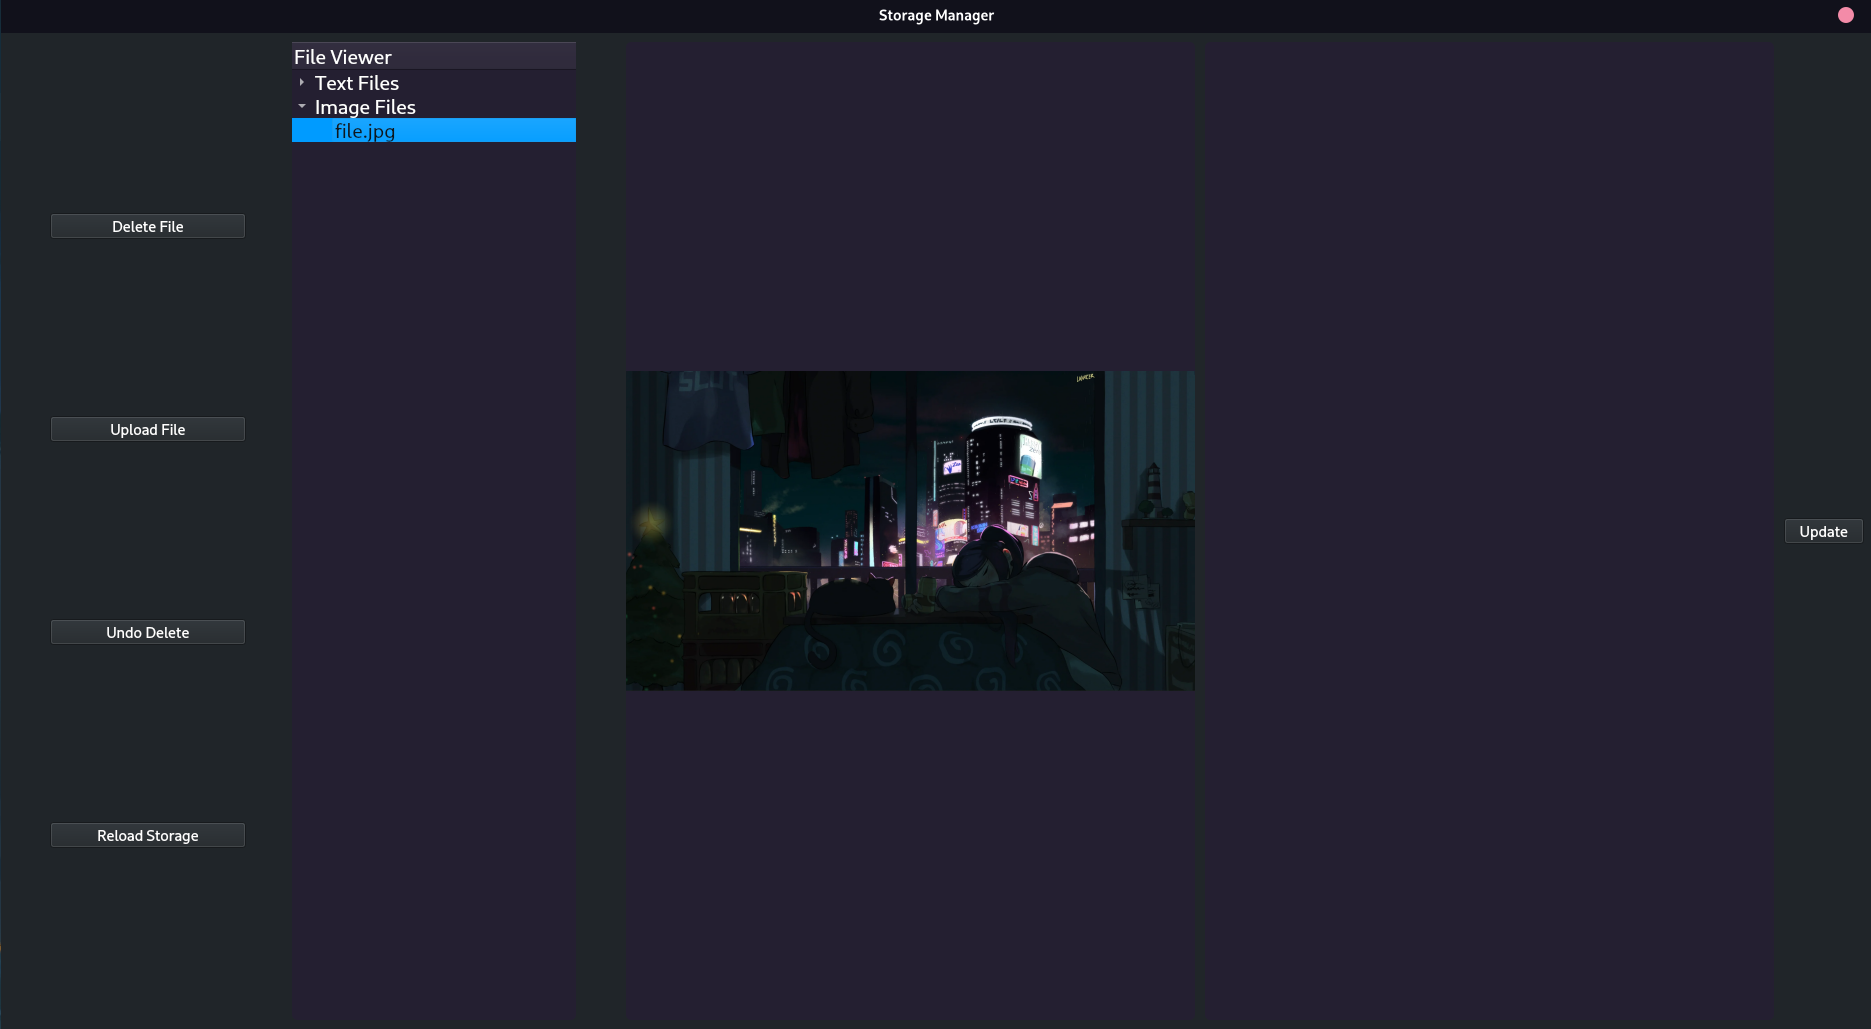 Storage Manager
File Viewer
Text Files
Image Files
file.jpg
Delete File
Upload File
Undo Delete
Reload Storage
Update